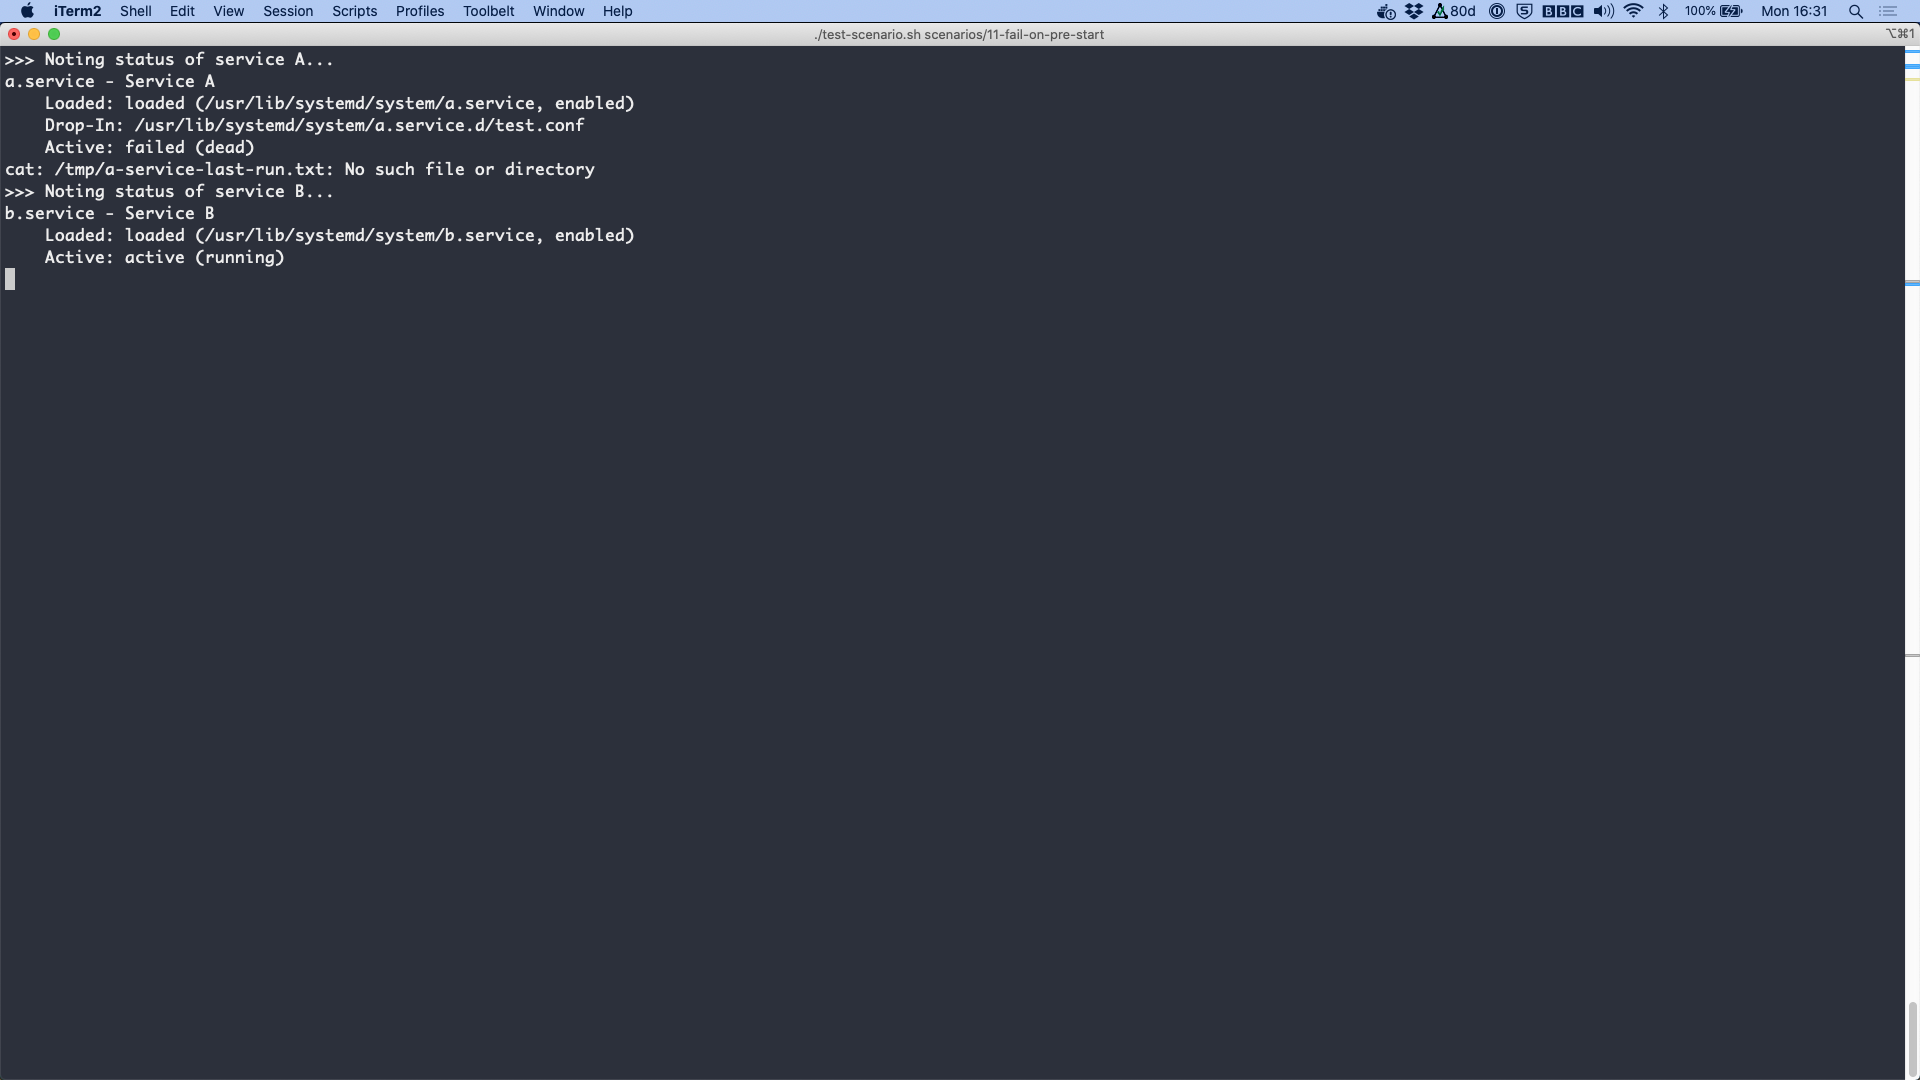 iTerm2 Shell Edit View Session Scripts Profiles Toolbelt Window Help 80d BBC 100% Mon 16:31
./test-scenario.sh scenarios/11-fail-on-pre-start ⌥⌘1
>>> Noting status of service A...
a.service - Service A
    Loaded: loaded (/usr/lib/systemd/system/a.service, enabled)
    Drop-In: /usr/lib/systemd/system/a.service.d/test.conf
    Active: failed (dead)
cat: /tmp/a-service-last-run.txt: No such file or directory
>>> Noting status of service B...
b.service - Service B
    Loaded: loaded (/usr/lib/systemd/system/b.service, enabled)
    Active: active (running)